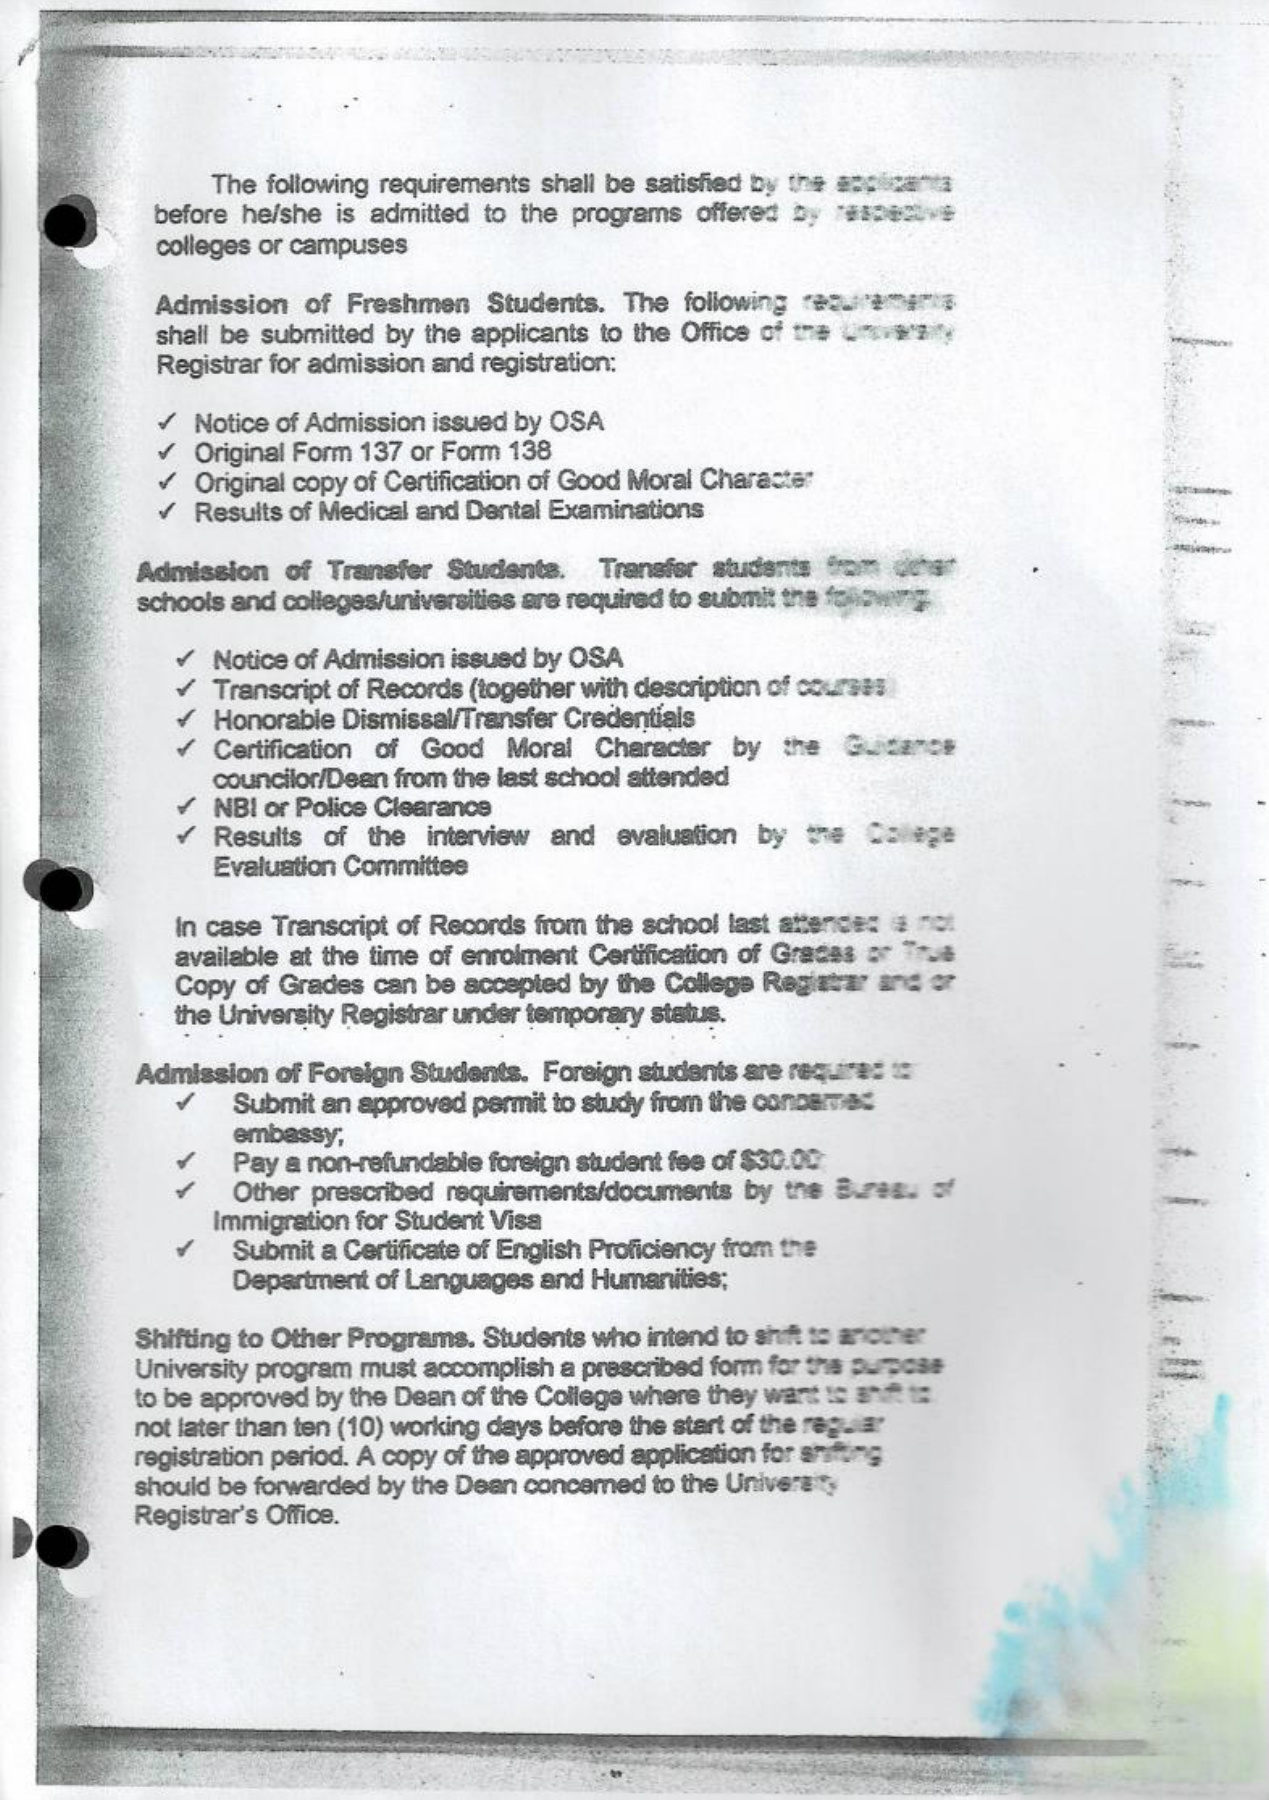 The following requirements shall be satisfied by the applicants
before he/she is admitted to the programs offered by respective
colleges or campuses
Admission of Freshmen Students. The following requirements
shall be submitted by the applicants to the Office of the University
Registrar for admission and registration:
✓ Notice of Admission issued by OSA
✓ Original Form 137 or Form 138
✓ Original copy of Certification of Good Moral Character
✓ Results of Medical and Dental Examinations
Admission of Transfer Students. Transfer students from other
schools and colleges/universities are required to submit the following.
✓ Notice of Admission issued by OSA
✓ Transcript of Records (together with description of courses)
✓ Honorable Dismissal/Transfer Credentials
✓ Certification of Good Moral Character by the Guidance
councilor/Dean from the last school attended
✓ NBI or Police Clearance
✓ Results of the interview and evaluation by the College
Evaluation Committee
In case Transcript of Records from the school last attended is not
available at the time of enrolment Certification of Grades or True
Copy of Grades can be accepted by the College Registrar and or
the University Registrar under temporary status.
Admission of Foreign Students. Foreign students are required to
✓ Submit an approved permit to study from the concerned
embassy;
✓ Pay a non-refundable foreign student fee of $30.00
✓ Other prescribed requirements/documents by the Bureau of
Immigration for Student Visa
✓ Submit a Certificate of English Proficiency from the
Department of Languages and Humanities;
Shifting to Other Programs. Students who intend to shift to another
University program must accomplish a prescribed form for the purpose
to be approved by the Dean of the College where they want to shift to
not later than ten (10) working days before the start of the regular
registration period. A copy of the approved application for shifting
should be forwarded by the Dean concerned to the University
Registrar's Office.